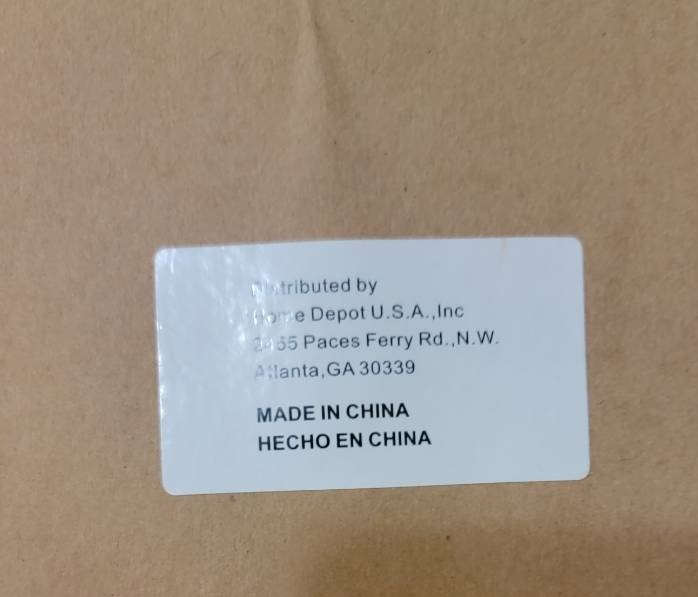 Distributed by
Home Depot U.S.A.,Inc
2455 Paces Ferry Rd.,N.W.
Atlanta,GA 30339
MADE IN CHINA
HECHO EN CHINA